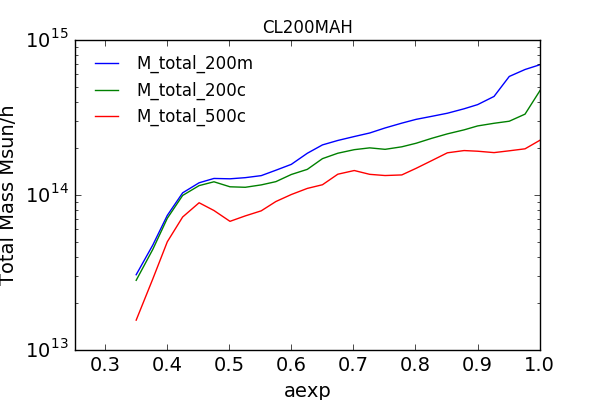 CL200MAH
10^15
M_total_200m
M_total_200c
M_total_500c
Total Mass Msun/h
10^14
10^13
0.3 0.4 0.5 0.6 0.7 0.8 0.9 1.0
aexp